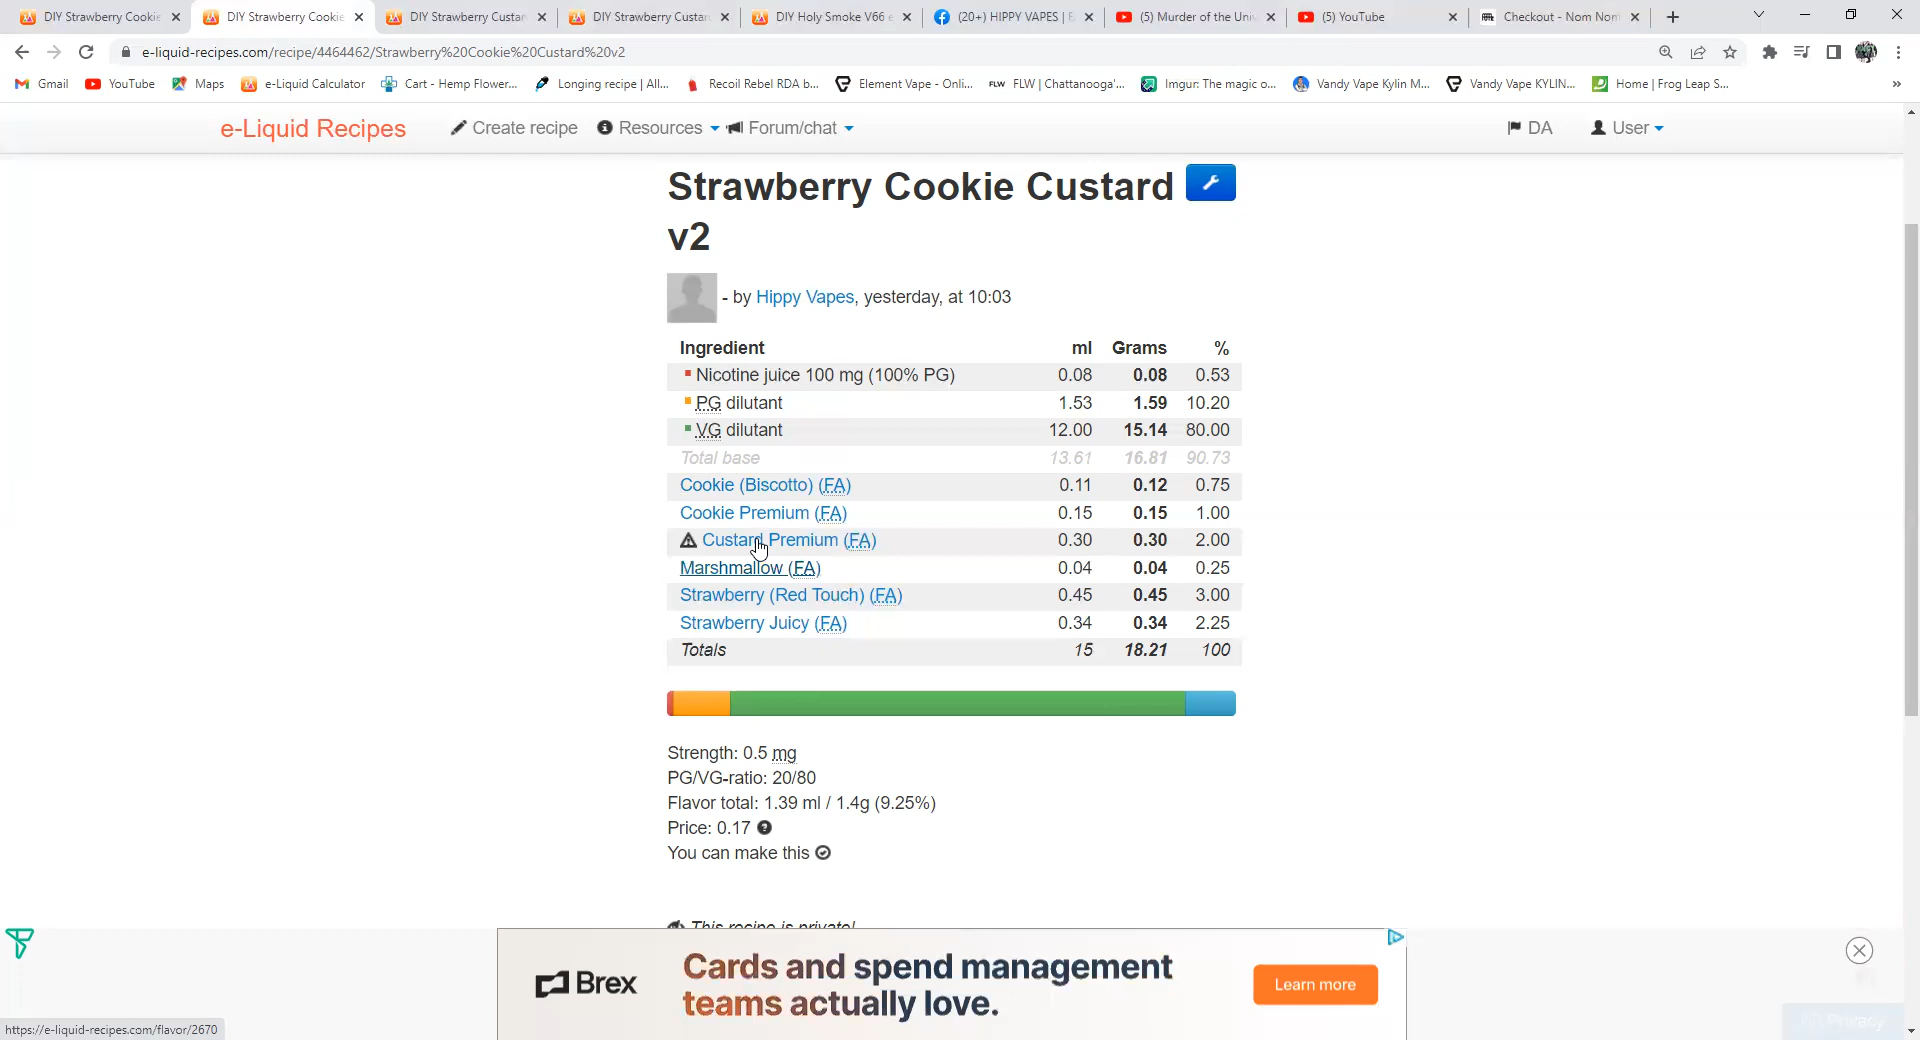 DIY Strawberry Cookie
DIY Strawberry Cookie
DIY Strawberry Custar
DIY Strawberry Custar
DIY Holy Smoke V66 e
(20+) HIPPY VAPES | E
(5) Murder of the Uni
(5) YouTube
Checkout - Nom Nom
e-liquid-recipes.com/recipe/4464462/Strawberry%20Cookie%20Custard%20v2
Gmail
YouTube
Maps
e-Liquid Calculator
Cart - Hemp Flower...
Longing recipe | All...
Recoil Rebel RDA b...
Element Vape - Onli...
FLW FLW | Chattanooga'...
Imgur: The magic o...
Vandy Vape Kylin M...
Vandy Vape KYLIN...
Home | Frog Leap S...
»
e-Liquid Recipes
Create recipe
Resources
Forum/chat
DA
User
Strawberry Cookie Custard
v2
- by Hippy Vapes, yesterday, at 10:03
Ingredient ml Grams %
Nicotine juice 100 mg (100% PG) 0.08 0.08 0.53
PG dilutant 1.53 1.59 10.20
VG dilutant 12.00 15.14 80.00
Total base 13.61 16.81 90.73
Cookie (Biscotto) (FA) 0.11 0.12 0.75
Cookie Premium (FA) 0.15 0.15 1.00
Custard Premium (FA) 0.30 0.30 2.00
Marshmallow (FA) 0.04 0.04 0.25
Strawberry (Red Touch) (FA) 0.45 0.45 3.00
Strawberry Juicy (FA) 0.34 0.34 2.25
Totals 15 18.21 100
Strength: 0.5 mg
PG/VG-ratio: 20/80
Flavor total: 1.39 ml / 1.4g (9.25%)
Price: 0.17
You can make this
This recipe is private!
Brex
Cards and spend management
teams actually love.
Learn more
Privacy
https://e-liquid-recipes.com/flavor/2670